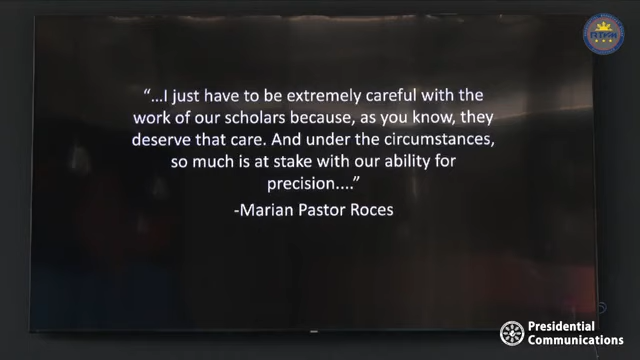 “...I just have to be extremely careful with the
work of our scholars because, as you know, they
deserve that care. And under the circumstances,
so much is at stake with our ability for
precision....”
-Marian Pastor Roces
RTVM
Presidential
Communications